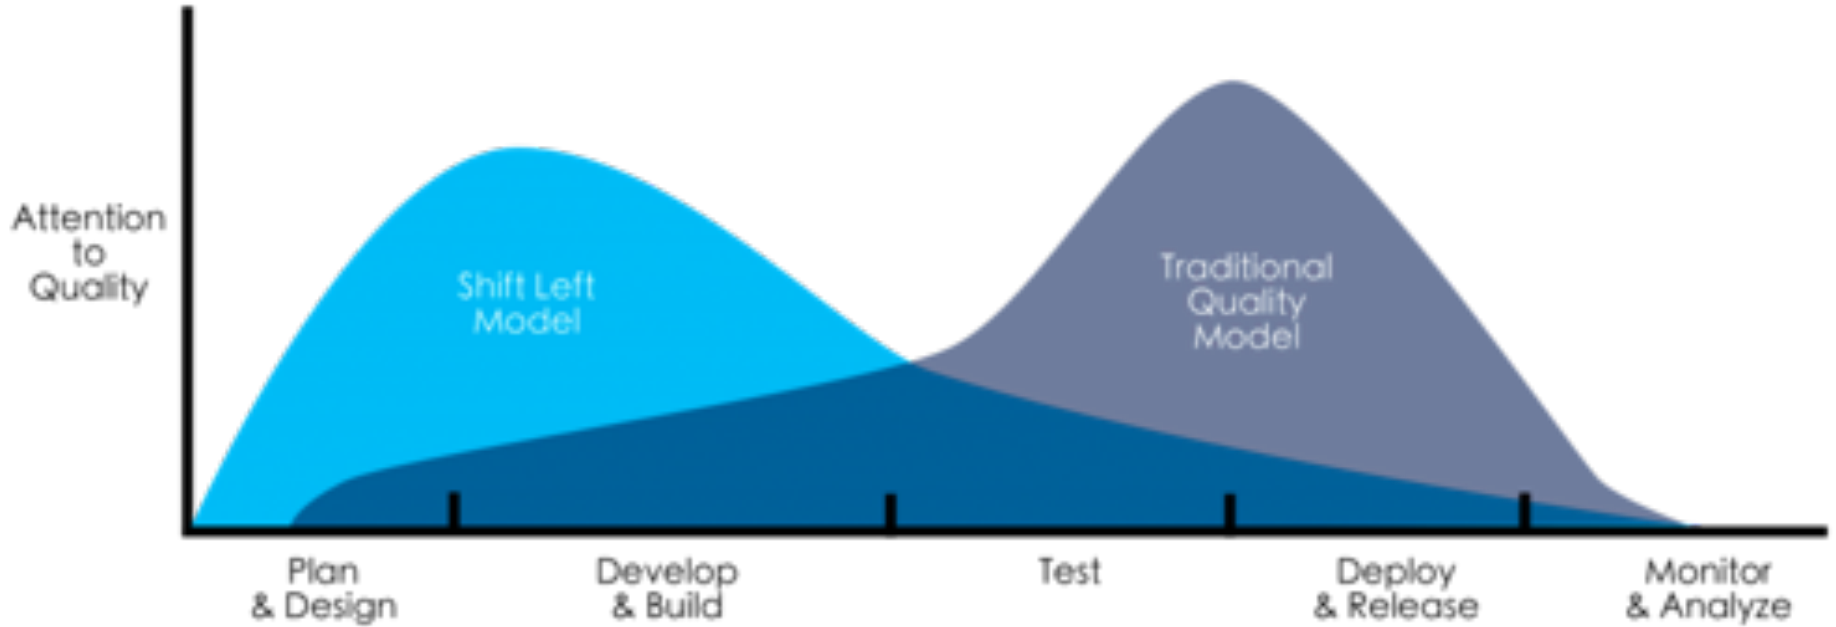 Attention
to
Quality
Shift Left
Model
Traditional
Quality
Model
Plan
& Design
Develop
& Build
Test
Deploy
& Release
Monitor
& Analyze